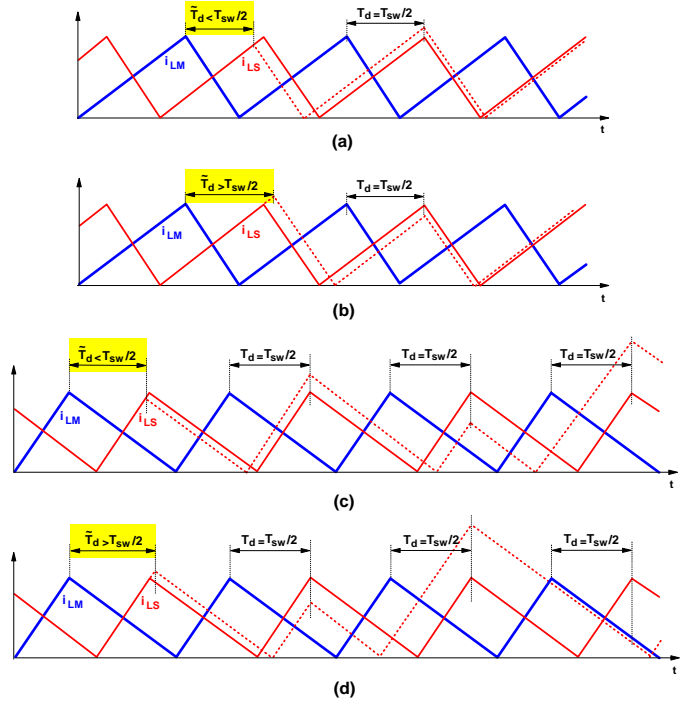 T̃d < Tsw/2
Td = Tsw/2
iLM
iLS
t
(a)
T̃d > Tsw/2
Td = Tsw/2
iLM
iLS
t
(b)
T̃d < Tsw/2
Td = Tsw/2
Td = Tsw/2
Td = Tsw/2
iLM
iLS
t
(c)
T̃d > Tsw/2
Td = Tsw/2
Td = Tsw/2
Td = Tsw/2
iLM
iLS
t
(d)